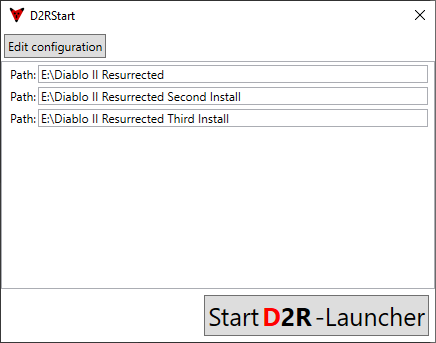 D2RStart
Edit configuration
Path: E:\Diablo II Resurrected
Path: E:\Diablo II Resurrected Second Install
Path: E:\Diablo II Resurrected Third Install
Start D2R -Launcher